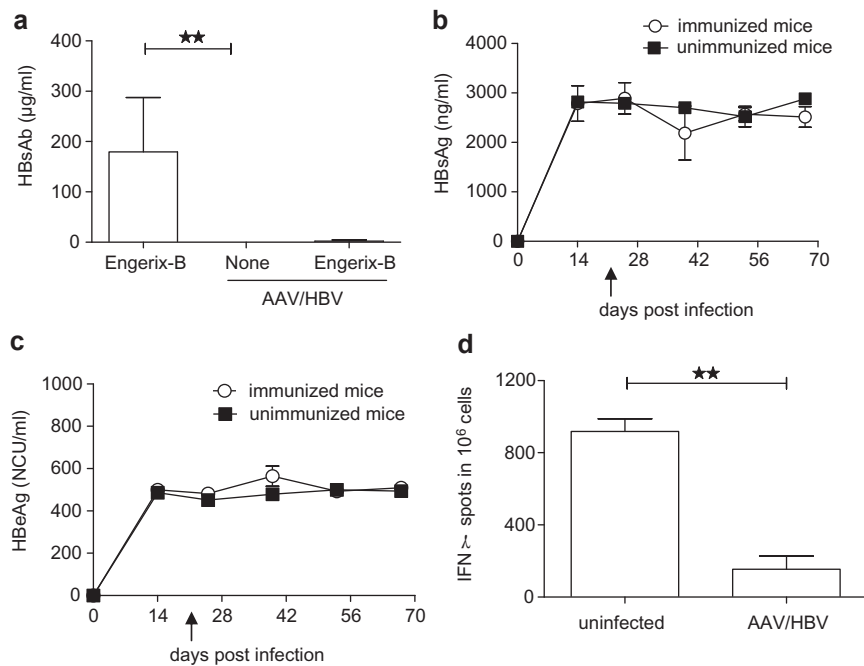 a
★★
HBsAb (µg/ml)
400
300
200
100
0
Engerix-B
None
Engerix-B
AAV/HBV
b
immunized mice
unimmunized mice
HBsAg (ng/ml)
4000
3000
2000
1000
0
0 14 28 42 56 70
days post infection
c
immunized mice
unimmunized mice
HBeAg (NCU/ml)
1000
800
600
400
200
0
0 14 28 42 56 70
days post infection
d
★★
IFN spots in 10⁶ cells
1200
800
400
0
uninfected
AAV/HBV